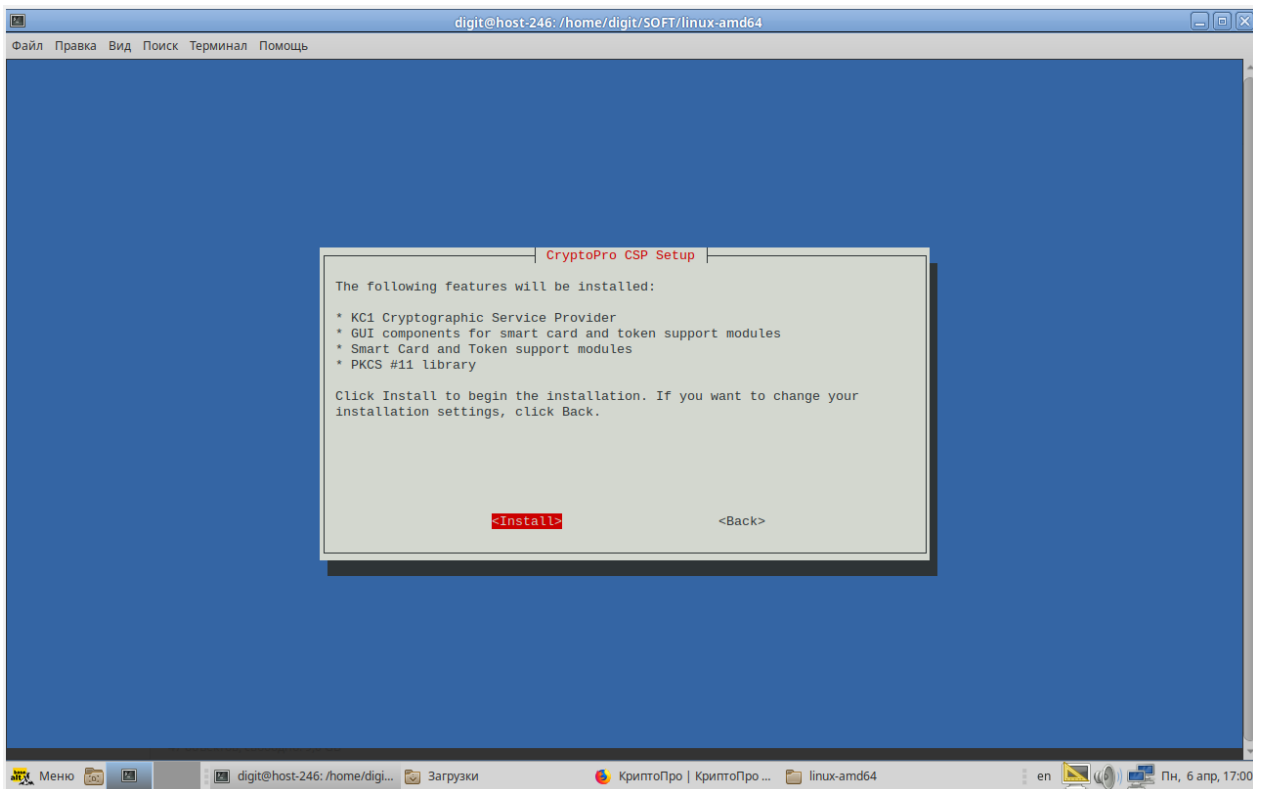 digit@host-246: /home/digit/SOFT/linux-amd64
Файл Правка Вид Поиск Терминал Помощь
CryptoPro CSP Setup
The following features will be installed:
* KC1 Cryptographic Service Provider
* GUI components for smart card and token support modules
* Smart Card and Token support modules
* PKCS #11 library
Click Install to begin the installation. If you want to change your
installation settings, click Back.
<Install> <Back>
Меню digit@host-246: /home/digi... Загрузки КриптоПро | КриптоПро ... linux-amd64 en Пн, 6 апр, 17:00